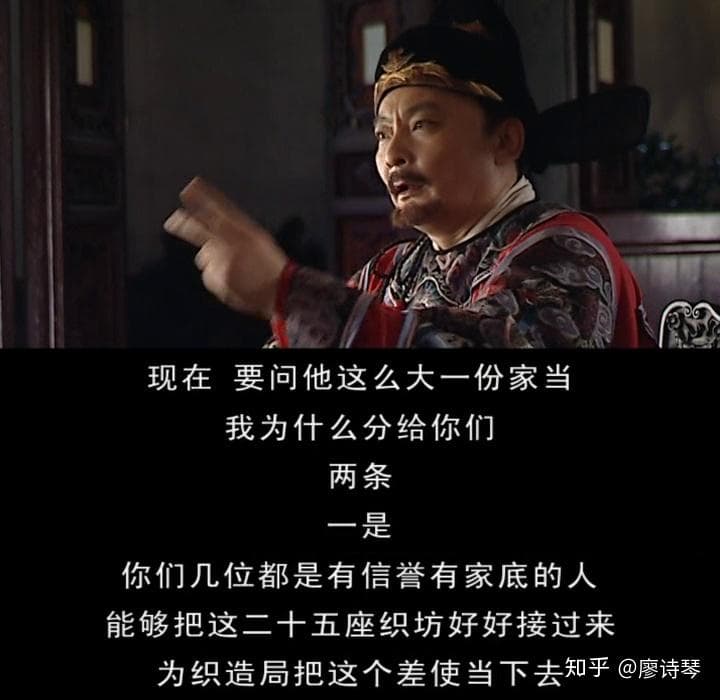 现在 要问他这么大一份家当
我为什么分给你们
两条
一是
你们几位都是有信誉有家底的人
能够把这二十五座织坊好好接过来
为织造局把这个差使当下去
知乎 @廖诗琴